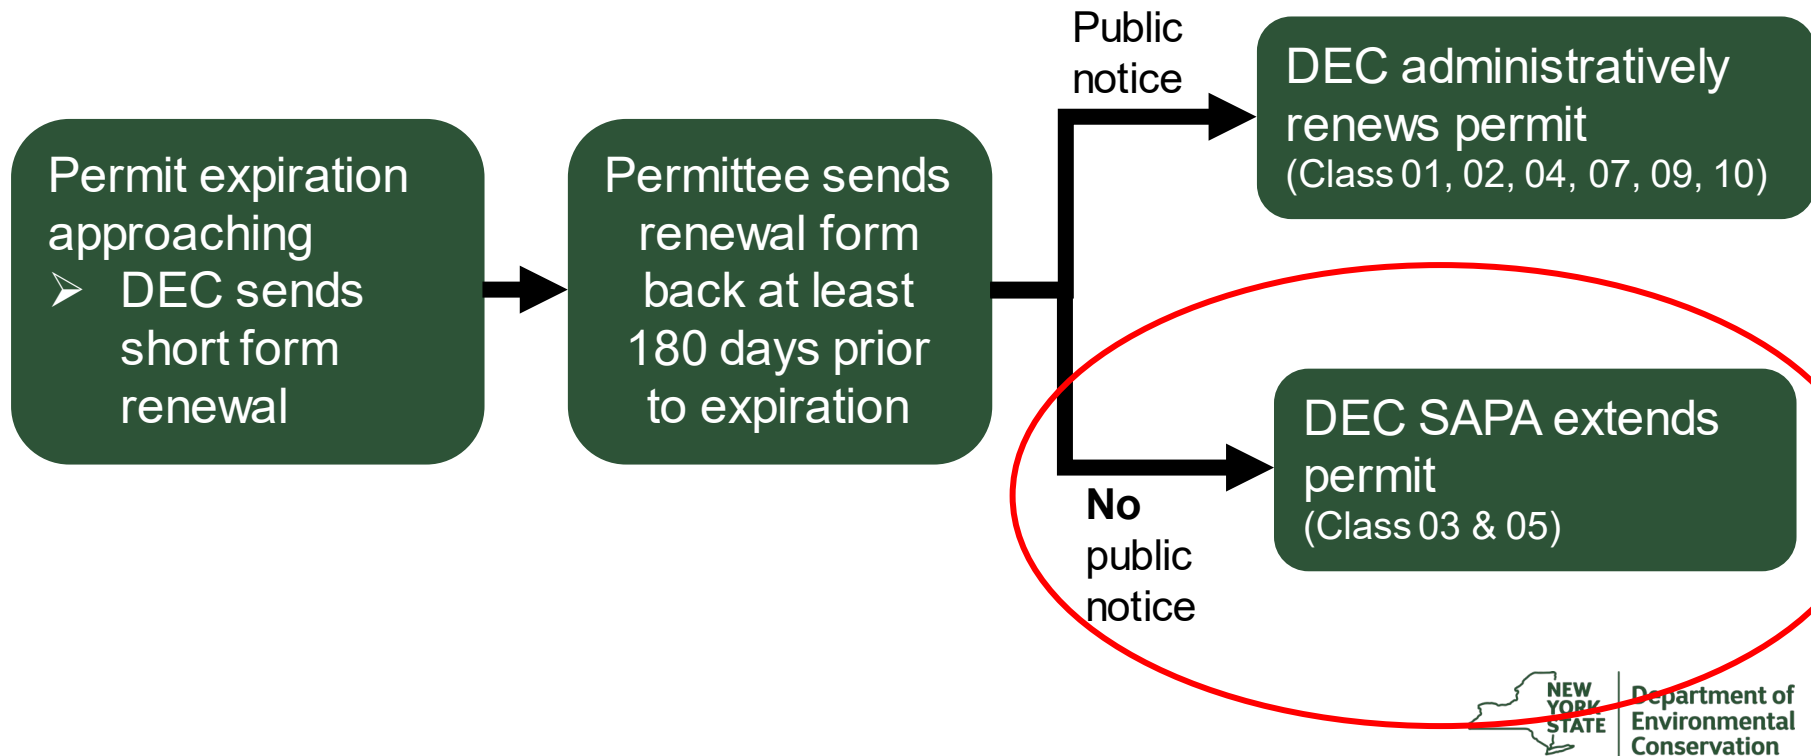 Permit expiration
approaching
➢ DEC sends
short form
renewal
Permittee sends
renewal form
back at least
180 days prior
to expiration
Public
notice
DEC administratively
renews permit
(Class 01, 02, 04, 07, 09, 10)
No
public
notice
DEC SAPA extends
permit
(Class 03 & 05)
NEW
YORK
STATE
Department of
Environmental
Conservation